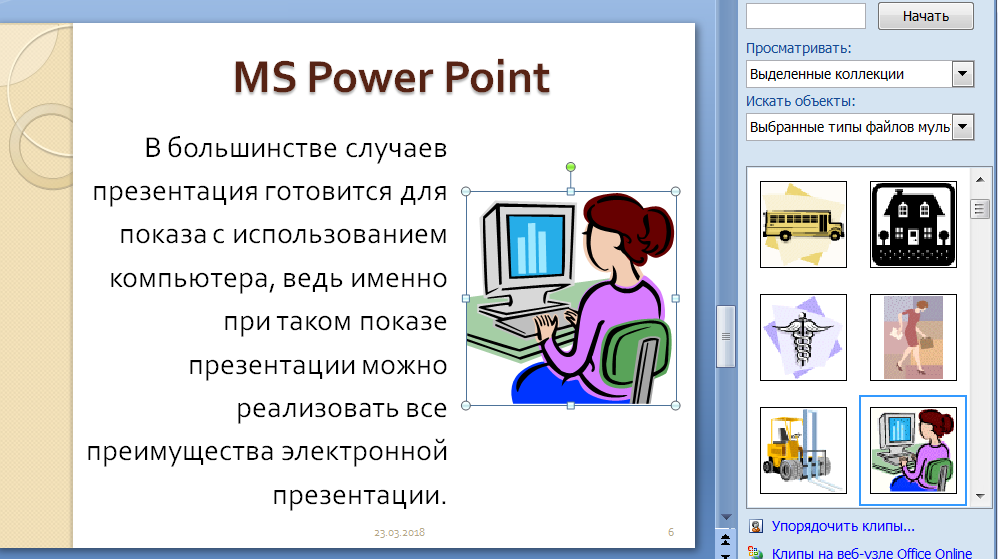 MS Power Point
В большинстве случаев
презентация готовится для
показа с использованием
компьютера, ведь именно
при таком показе
презентации можно
реализовать все
преимущества электронной
презентации.
23.03.2018
6
Начать
Просматривать:
Выделенные коллекции
Искать объекты:
Выбранные типы файлов муль
Упорядочить клипы...
Клипы на веб-узле Office Online